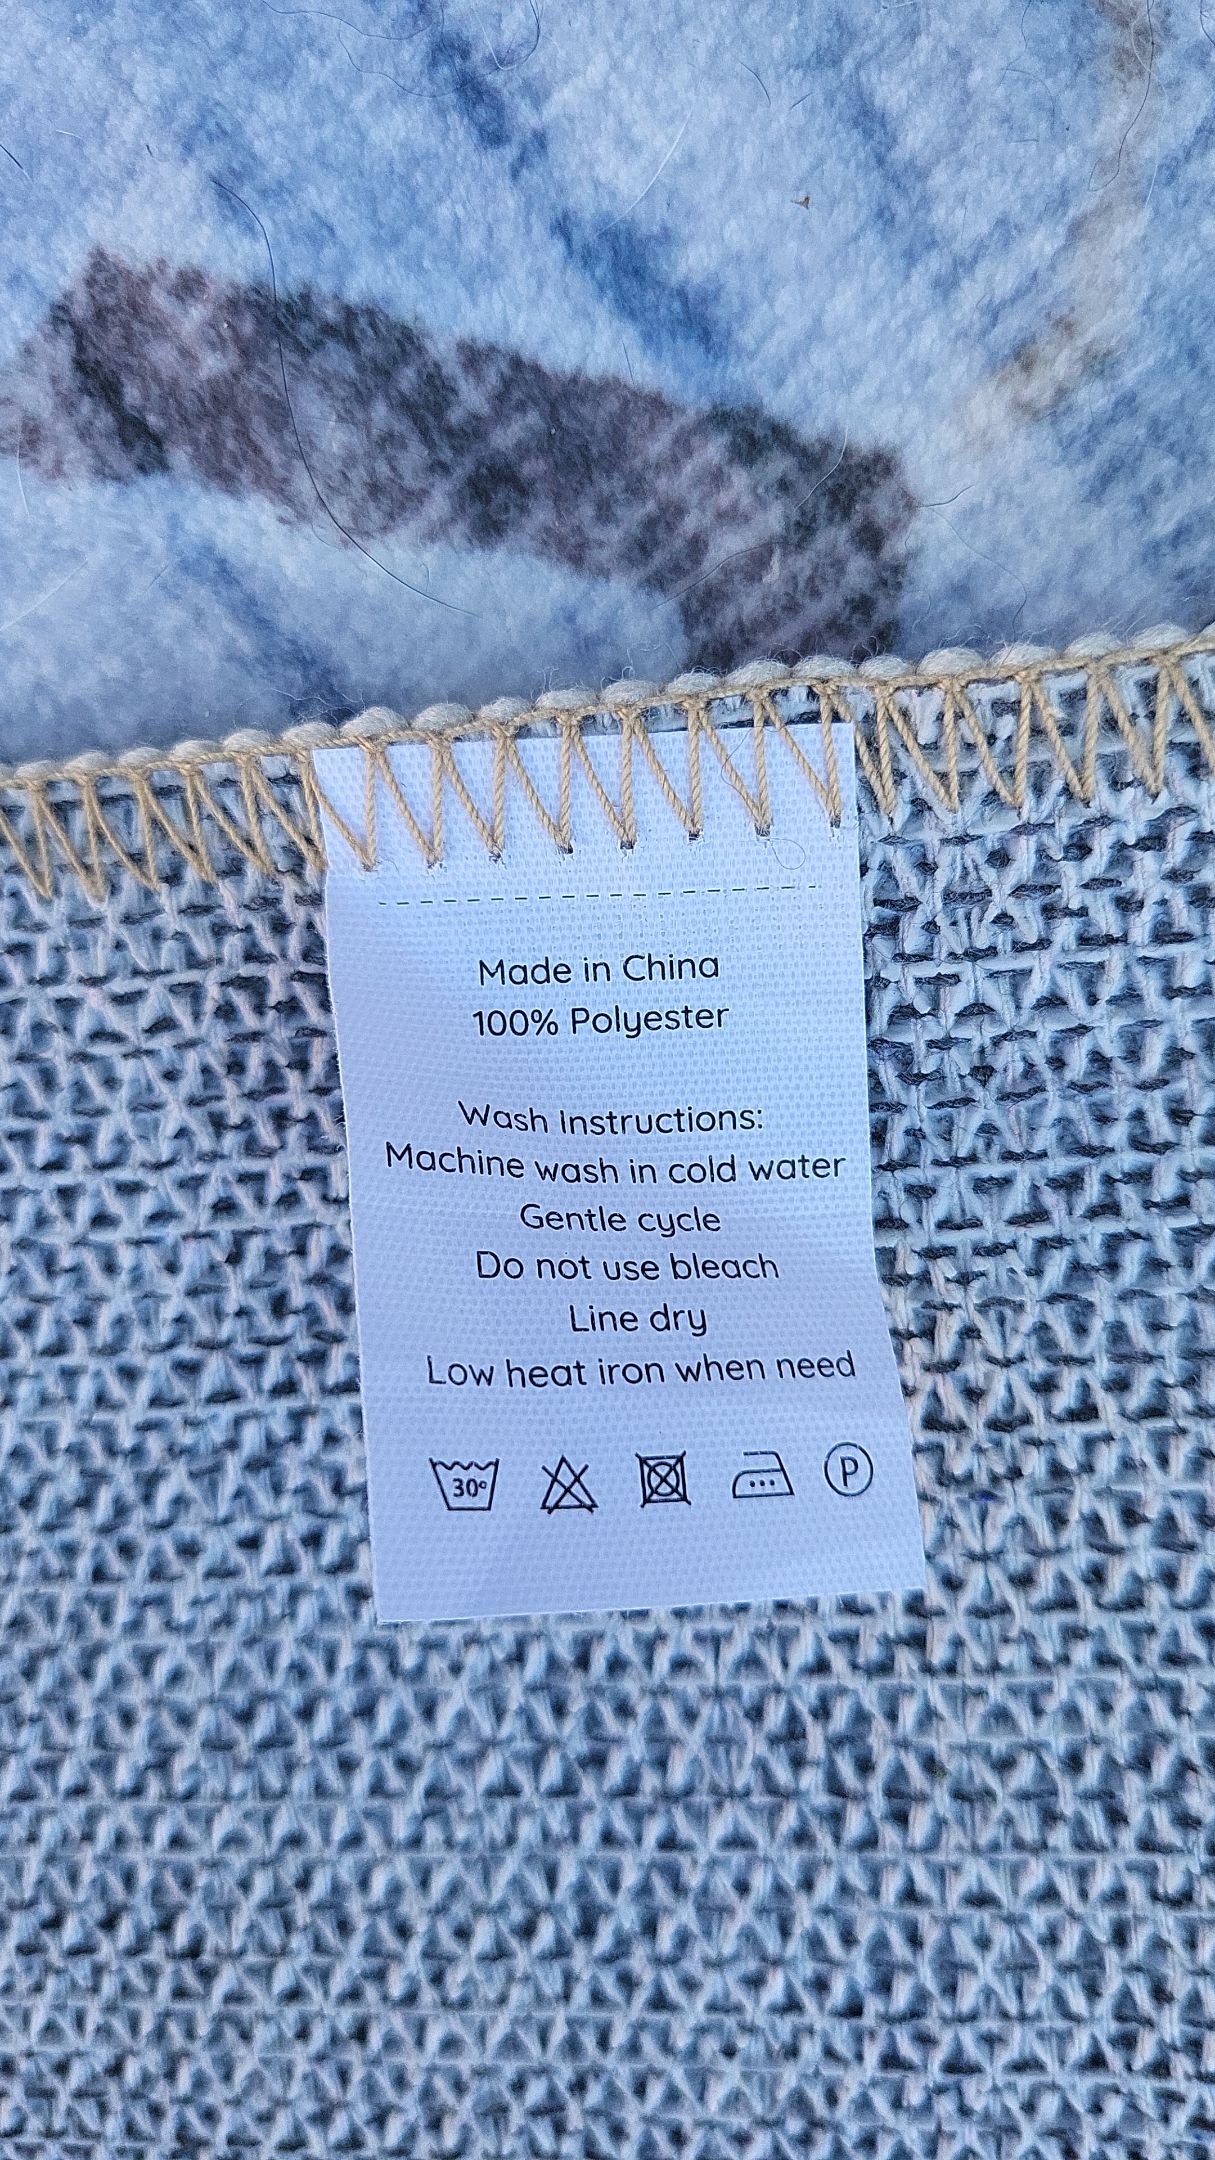 Made in China
100% Polyester
Wash Instructions:
Machine wash in cold water
Gentle cycle
Do not use bleach
Line dry
Low heat iron when need
30°
P